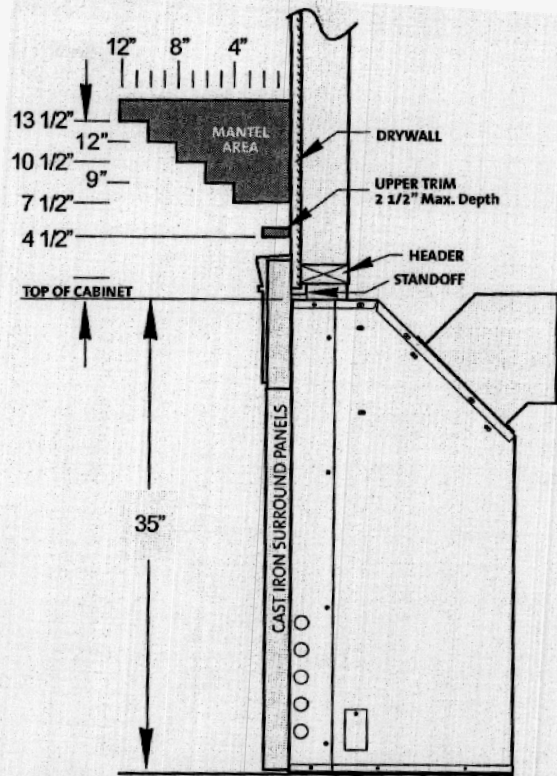 12” 8” 4”
13 1/2”
12”
10 1/2”
9”
7 1/2”
4 1/2”
MANTEL
AREA
DRYWALL
UPPER TRIM
2 1/2” Max. Depth
HEADER
STANDOFF
TOP OF CABINET
35”
CAST IRON SURROUND PANELS